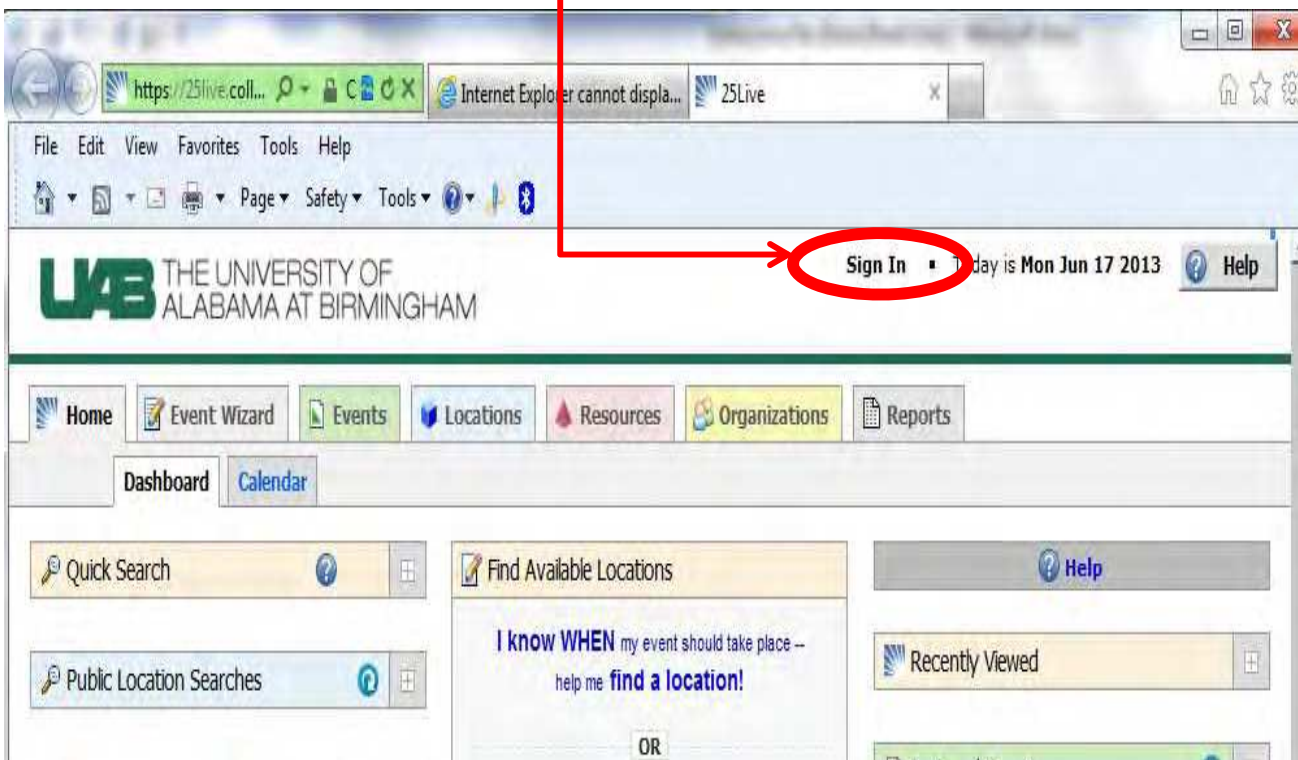 https://25live.coll...
Internet Explorer cannot displa...
25Live
File Edit View Favorites Tools Help
Page Safety Tools
UAB THE UNIVERSITY OF
ALABAMA AT BIRMINGHAM
Sign In ▪ Today is Mon Jun 17 2013
Help
Home Event Wizard Events Locations Resources Organizations Reports
Dashboard Calendar
Quick Search
Find Available Locations
Help
I know WHEN my event should take place --
help me find a location!
Recently Viewed
Public Location Searches
OR